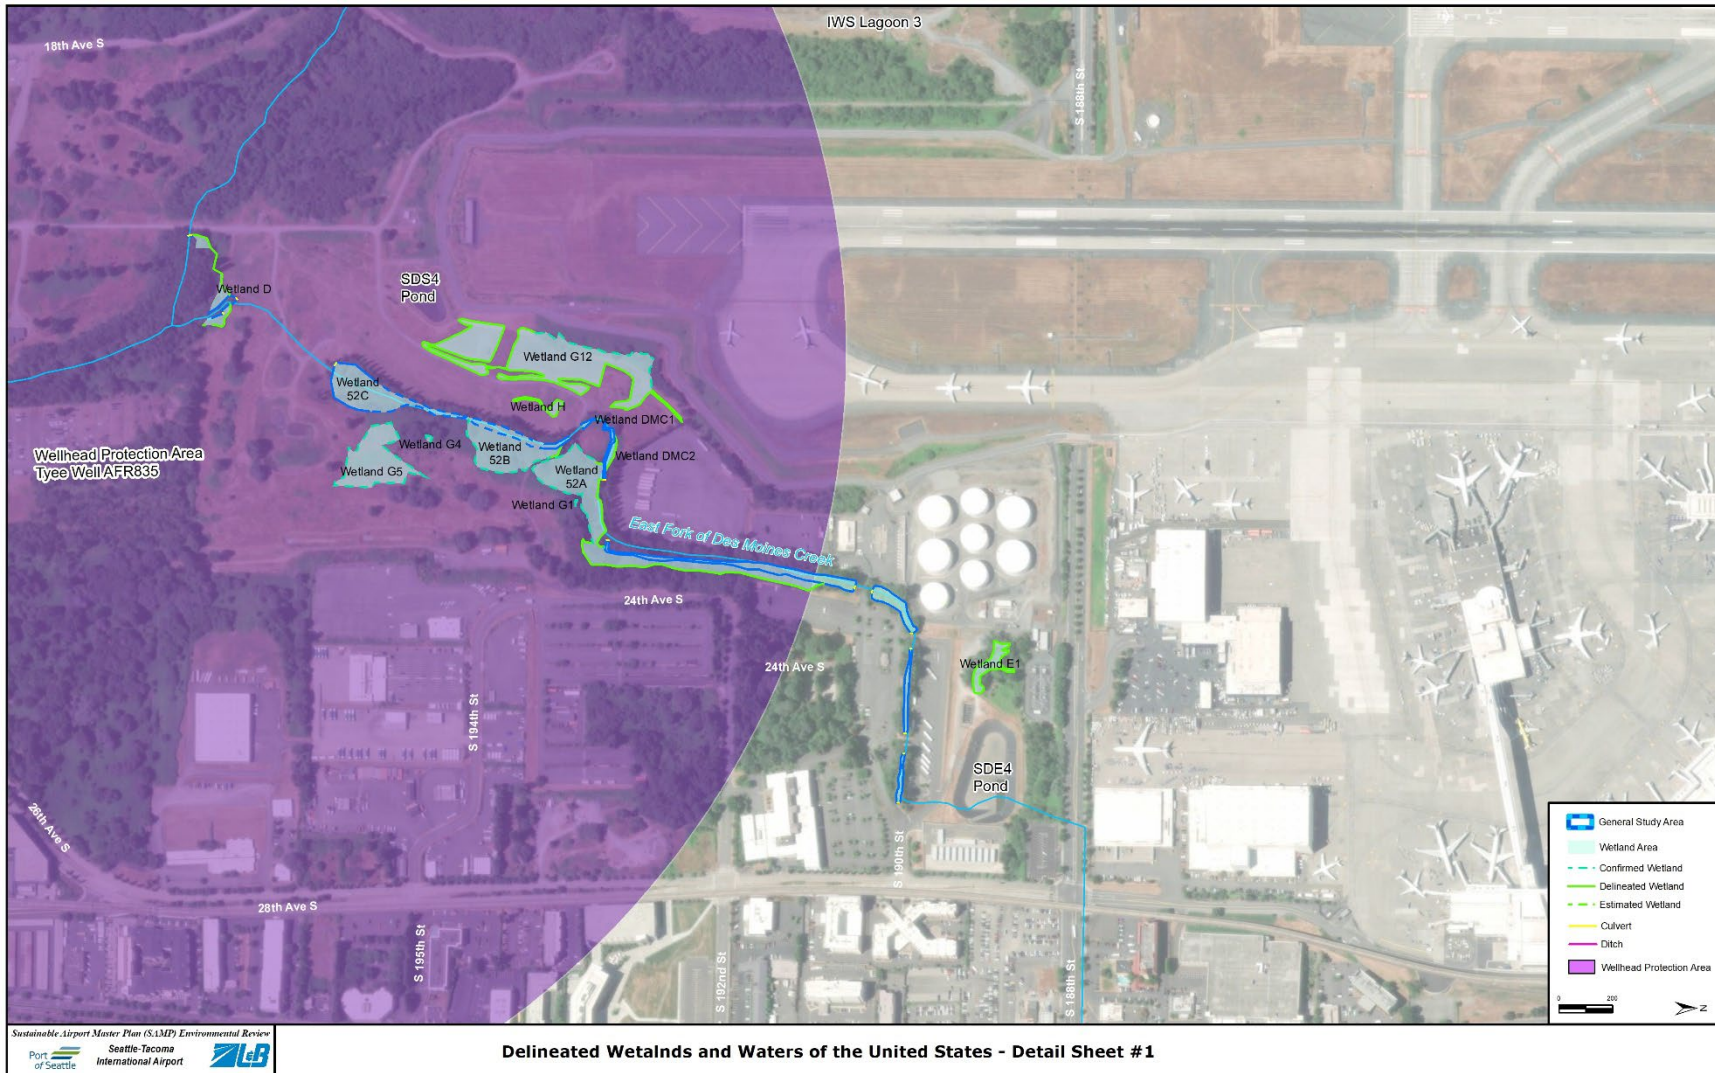 IWS Lagoon 3
18th Ave S
S 188th St
Wetland D
SDS4
Pond
Wetland G12
Wetland
52C
Wetland H
Wetland DMC1
Wetland G4
Wetland
52B
Wetland DMC2
Wellhead Protection Area
Tyee Well AFR835
Wetland G5
Wetland
52A
Wetland G1
East Fork of Des Moines Creek
24th Ave S
24th Ave S
Wetland E1
S 194th St
SDE4
Pond
28th Ave S
S 190th St
28th Ave S
S 195th St
S 192nd St
S 188th St
General Study Area
Wetland Area
Confirmed Wetland
Delineated Wetland
Estimated Wetland
Culvert
Ditch
Wellhead Protection Area
0 200
N
Sustainable Airport Master Plan (SAMP) Environmental Review
Port
of Seattle
Seattle-Tacoma
International Airport
L&B
Delineated Wetalnds and Waters of the United States - Detail Sheet #1